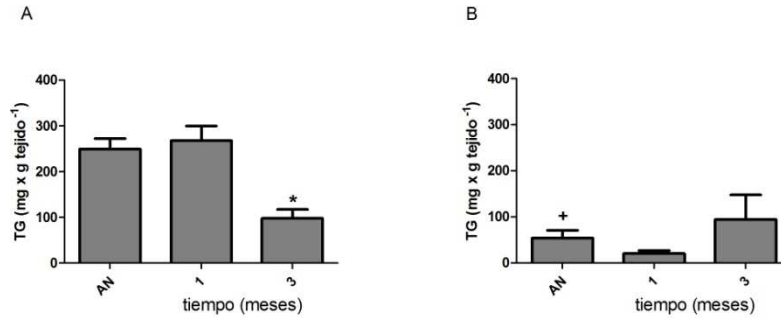 A
TG (mg x g tejido⁻¹)
400
300
200
100
0
*
AN
1
3
tiempo (meses)
B
TG (mg x g tejido⁻¹)
400
300
200
100
0
+
AN
1
3
tiempo (meses)